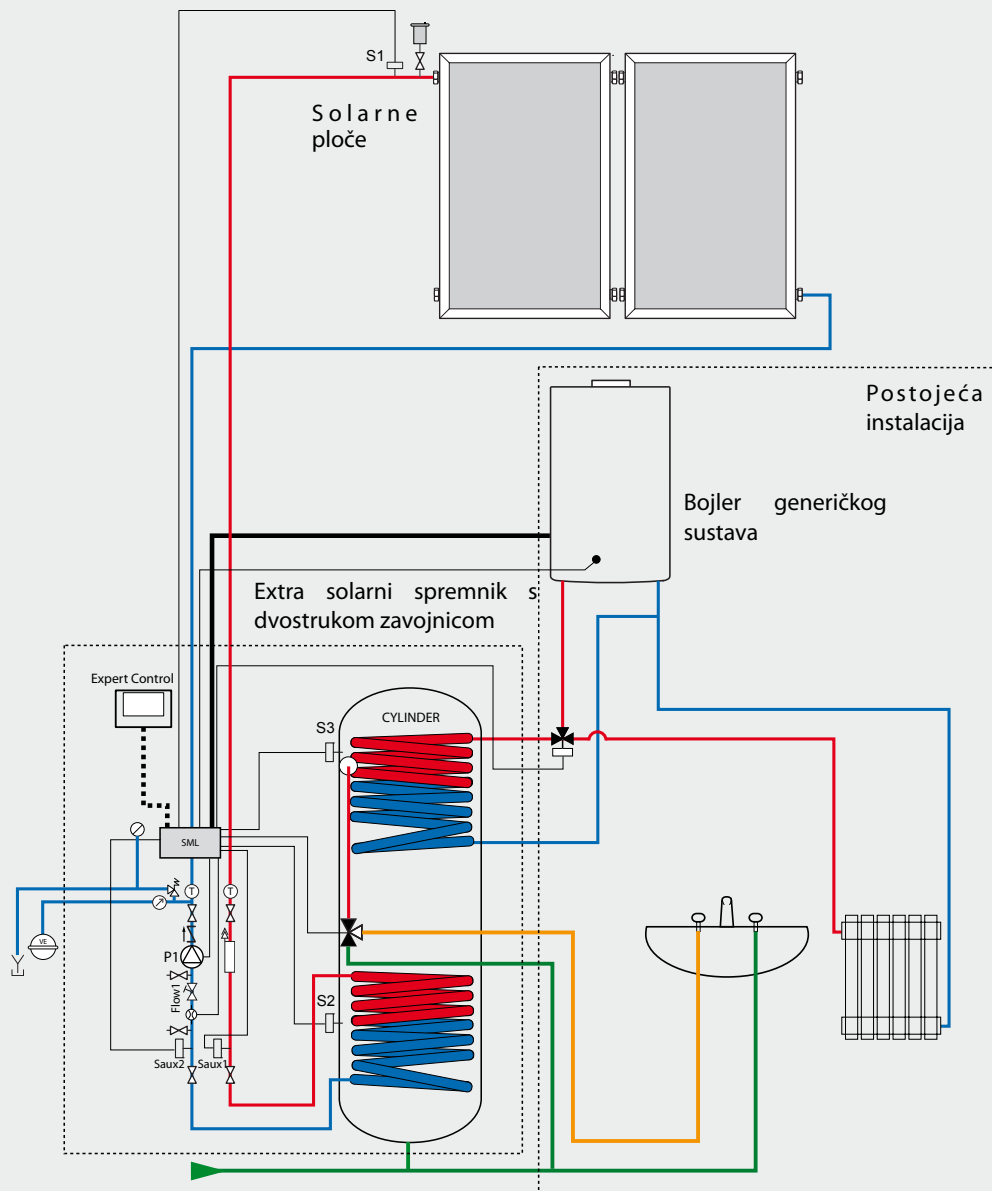 S1
Solarne
ploče
Postojeća
instalacija
Bojler generičkog
sustava
Extra solarni spremnik s
dvostrukom zavojnicom
Expert Control
CYLINDER
S3
SML
T
T
w
VE
P1
Flow1
S2
Saux2
Saux1